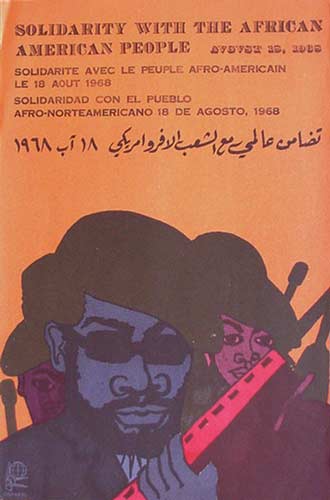 SOLIDARITY WITH THE AFRICAN
AMERICAN PEOPLE AUGUST 18, 1968
SOLIDARITE AVEC LE PEUPLE AFRO-AMERICAIN
LE 18 AOUT 1968
SOLIDARIDAD CON EL PUEBLO
AFRO-NORTEAMERICANO 18 DE AGOSTO, 1968
تضامن عالمي مع الشعب الافروامريكي ١٨ آب ١٩٦٨